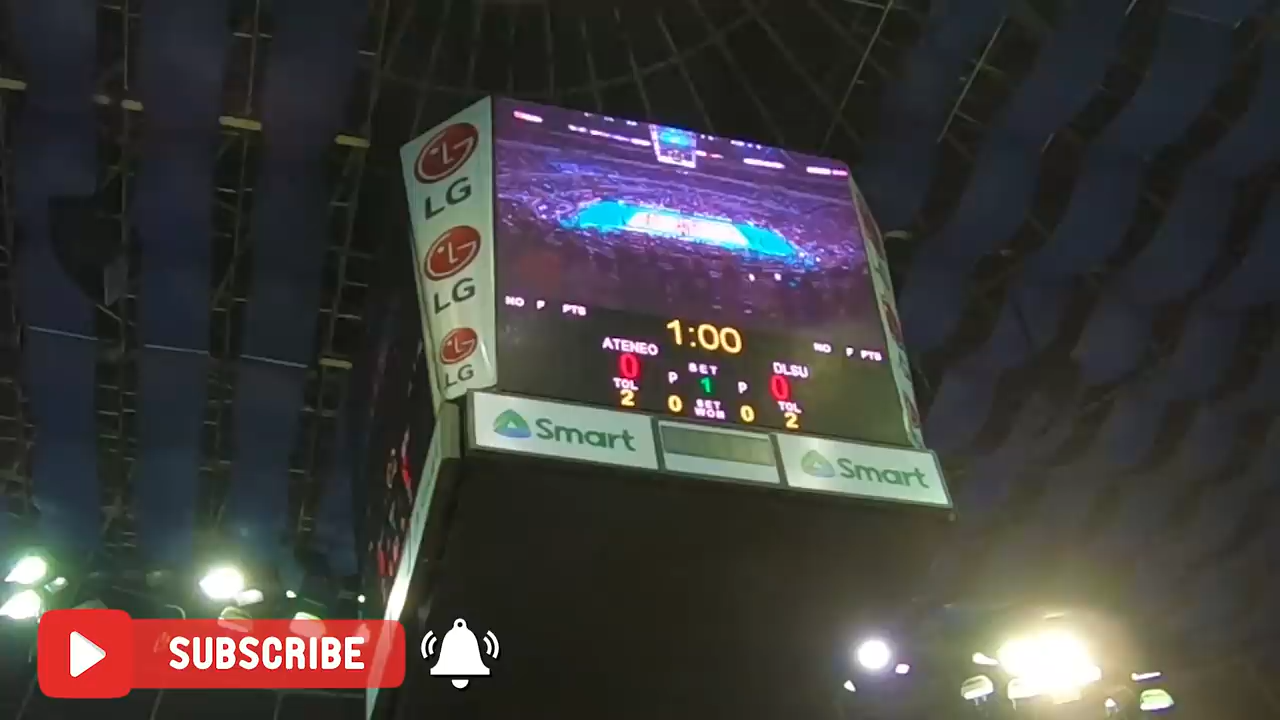 LG
LG
LG
NO F PTS
1:00
NO F PTS
ATENEO
SET
DLSU
0
P
1
P
0
TOL
SET
TOL
2
0
WON
0
2
Smart
Smart
SUBSCRIBE